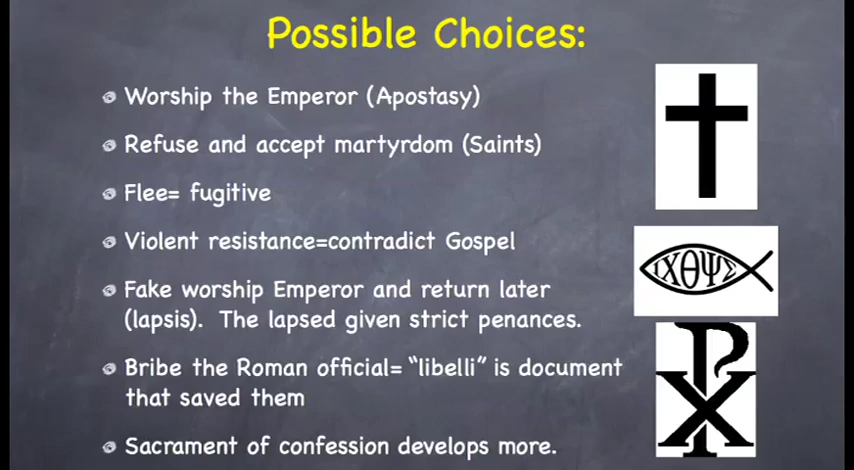 Possible Choices:
Worship the Emperor (Apostasy)
Refuse and accept martyrdom (Saints)
Flee= fugitive
Violent resistance=contradict Gospel
Fake worship Emperor and return later
(lapsis). The lapsed given strict penances.
Bribe the Roman official= "libelli" is document
that saved them
Sacrament of confession develops more.
ΙΧθΨΣ